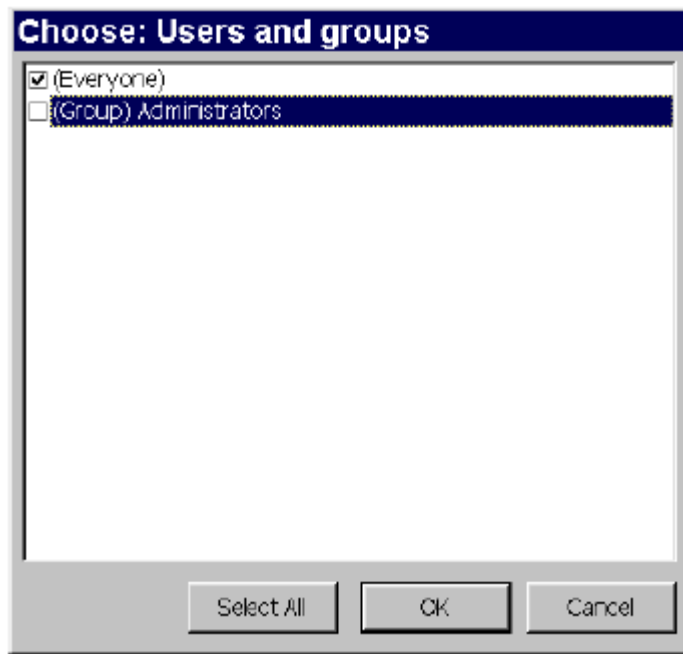 Choose: Users and groups
(Everyone)
(Group) Administrators
Select All
OK
Cancel